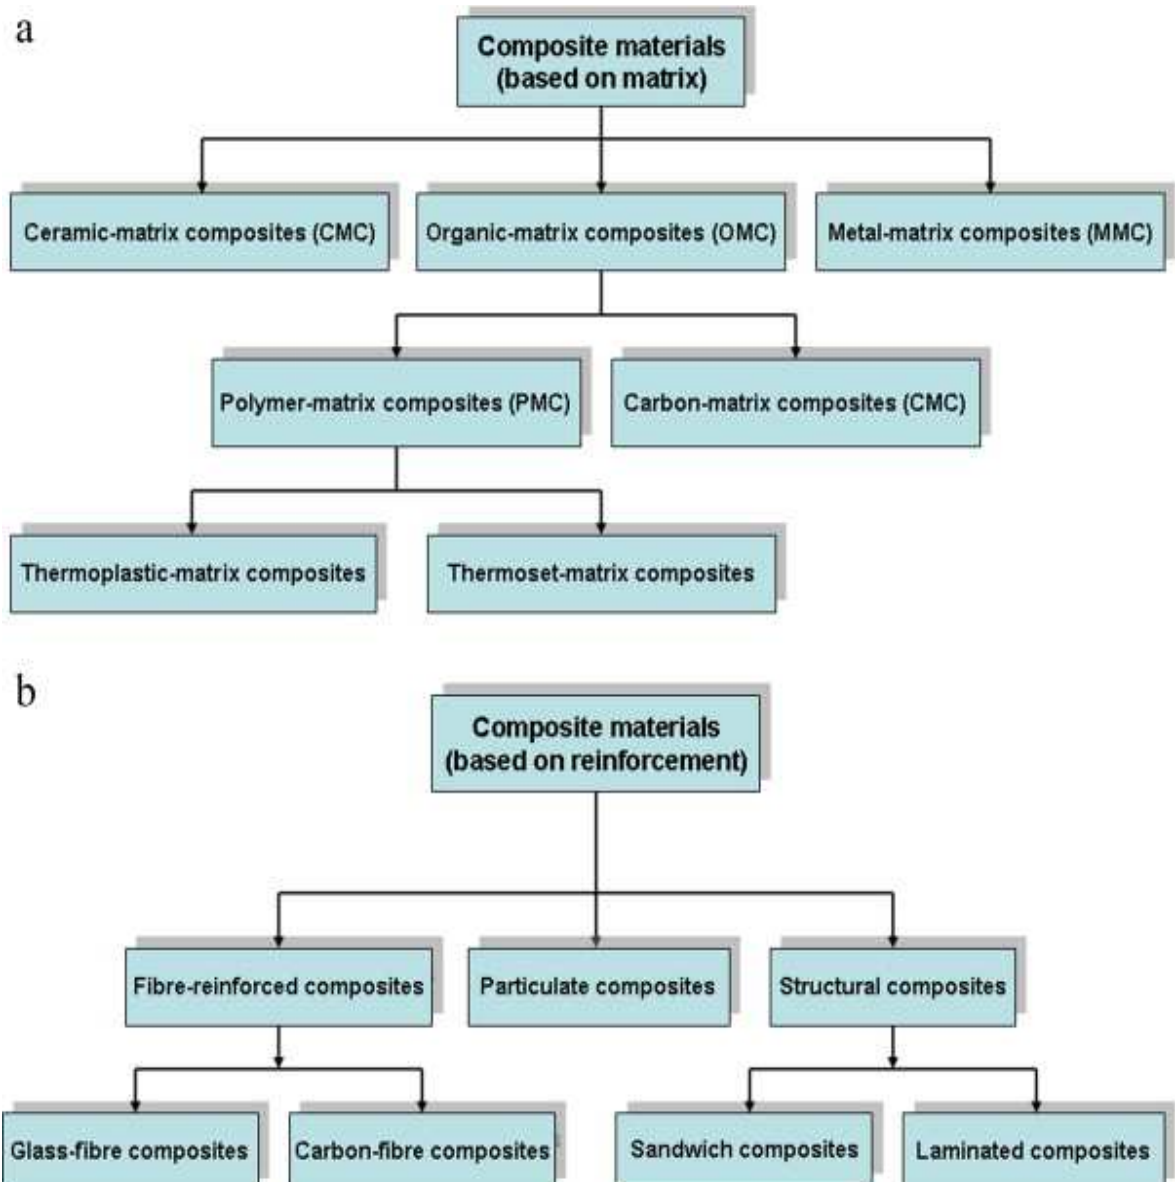 a
Composite materials
(based on matrix)
Ceramic-matrix composites (CMC)
Organic-matrix composites (OMC)
Metal-matrix composites (MMC)
Polymer-matrix composites (PMC)
Carbon-matrix composites (CMC)
Thermoplastic-matrix composites
Thermoset-matrix composites
b
Composite materials
(based on reinforcement)
Fibre-reinforced composites
Particulate composites
Structural composites
Glass-fibre composites
Carbon-fibre composites
Sandwich composites
Laminated composites